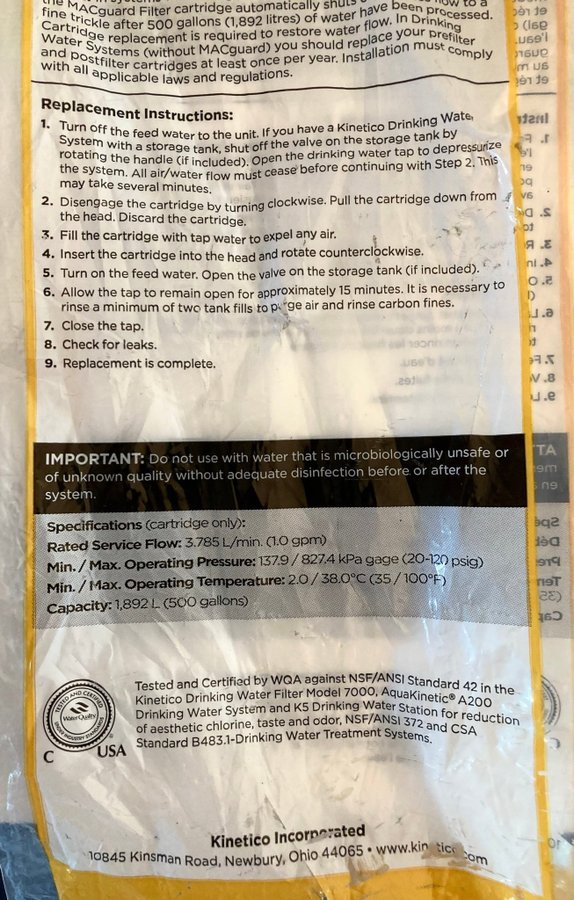 the MACguard Filter cartridge automatically shuts to a
fine trickle after 500 gallons (1,892 litres) of water have been processed.
Cartridge replacement is required to restore water flow. In Drinking
Water Systems (without MACguard) you should replace your prefilter
and postfilter cartridges at least once per year. Installation must comply
with all applicable laws and regulations.
Replacement Instructions:
1. Turn off the feed water to the unit. If you have a Kinetico Drinking Water
System with a storage tank, shut off the valve on the storage tank by
rotating the handle (if included). Open the drinking water tap to depressurize
the system. All air/water flow must cease before continuing with Step 2. This
may take several minutes.
2. Disengage the cartridge by turning clockwise. Pull the cartridge down from
the head. Discard the cartridge.
3. Fill the cartridge with tap water to expel any air.
4. Insert the cartridge into the head and rotate counterclockwise.
5. Turn on the feed water. Open the valve on the storage tank (if included).
6. Allow the tap to remain open for approximately 15 minutes. It is necessary to
rinse a minimum of two tank fills to purge air and rinse carbon fines.
7. Close the tap.
8. Check for leaks.
9. Replacement is complete.
IMPORTANT: Do not use with water that is microbiologically unsafe or
of unknown quality without adequate disinfection before or after the
system.
Specifications (cartridge only):
Rated Service Flow: 3.785 L/min. (1.0 gpm)
Min. / Max. Operating Pressure: 137.9 / 827.4 kPa gage (20-120 psig)
Min. / Max. Operating Temperature: 2.0 / 38.0°C (35 / 100°F)
Capacity: 1,892 L (500 gallons)
TESTED AND CERTIFIED
Water Quality
UNDER INDUSTRY STANDARDS
C USA
Tested and Certified by WQA against NSF/ANSI Standard 42 in the
Kinetico Drinking Water Filter Model 7000, AquaKinetic® A200
Drinking Water System and K5 Drinking Water Station for reduction
of aesthetic chlorine, taste and odor, NSF/ANSI 372 and CSA
Standard B483.1-Drinking Water Treatment Systems.
Kinetico Incorporated
10845 Kinsman Road, Newbury, Ohio 44065 • www.kinetico.com